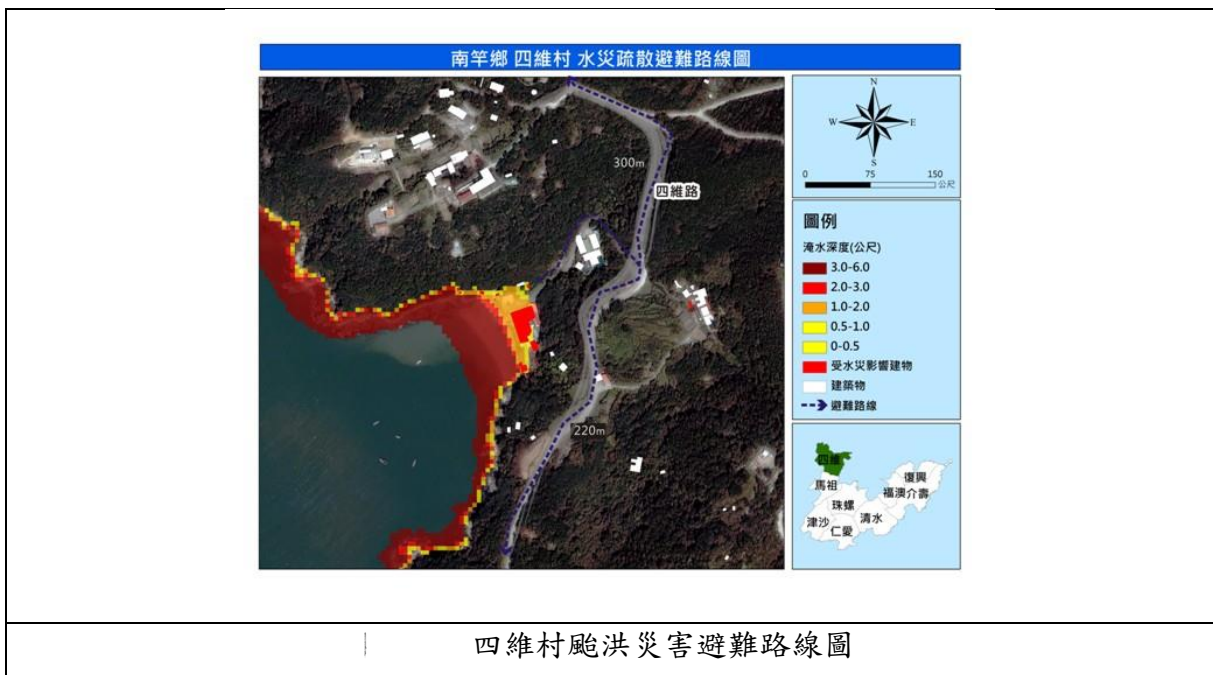 南竿鄉 四維村 水災疏散避難路線圖
300m
四維路
220m
N
W
E
S
0 75 150
公尺
圖例
淹水深度(公尺)
3.0-6.0
2.0-3.0
1.0-2.0
0.5-1.0
0-0.5
受水災影響建物
建築物
避難路線
四維
馬祖
復興
福澳
介壽
珠螺
清水
津沙
仁愛
四維村颱洪災害避難路線圖